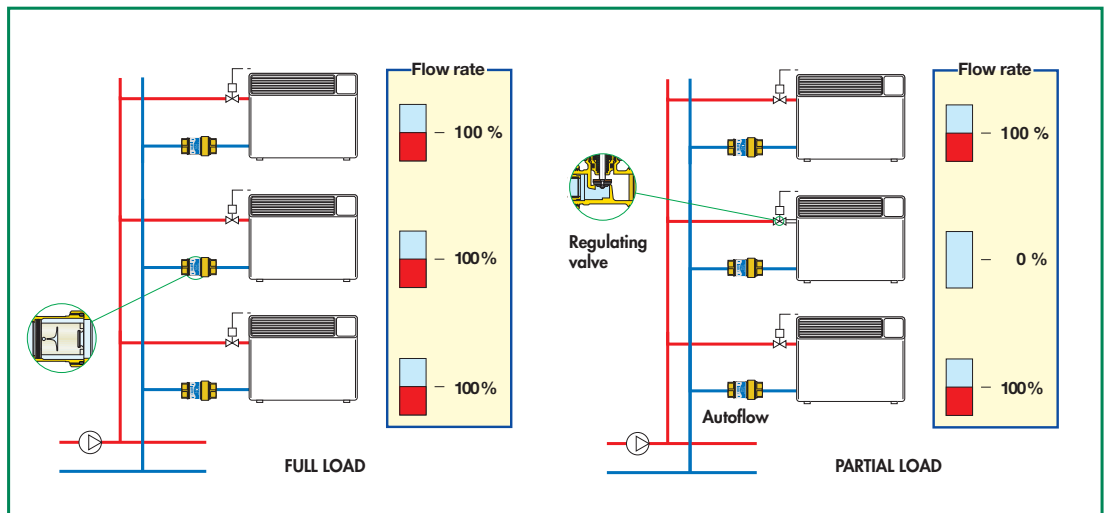 Flow rate
100 %
100%
100%
FULL LOAD
Flow rate
100 %
Regulating
valve
0 %
100%
Autoflow
PARTIAL LOAD